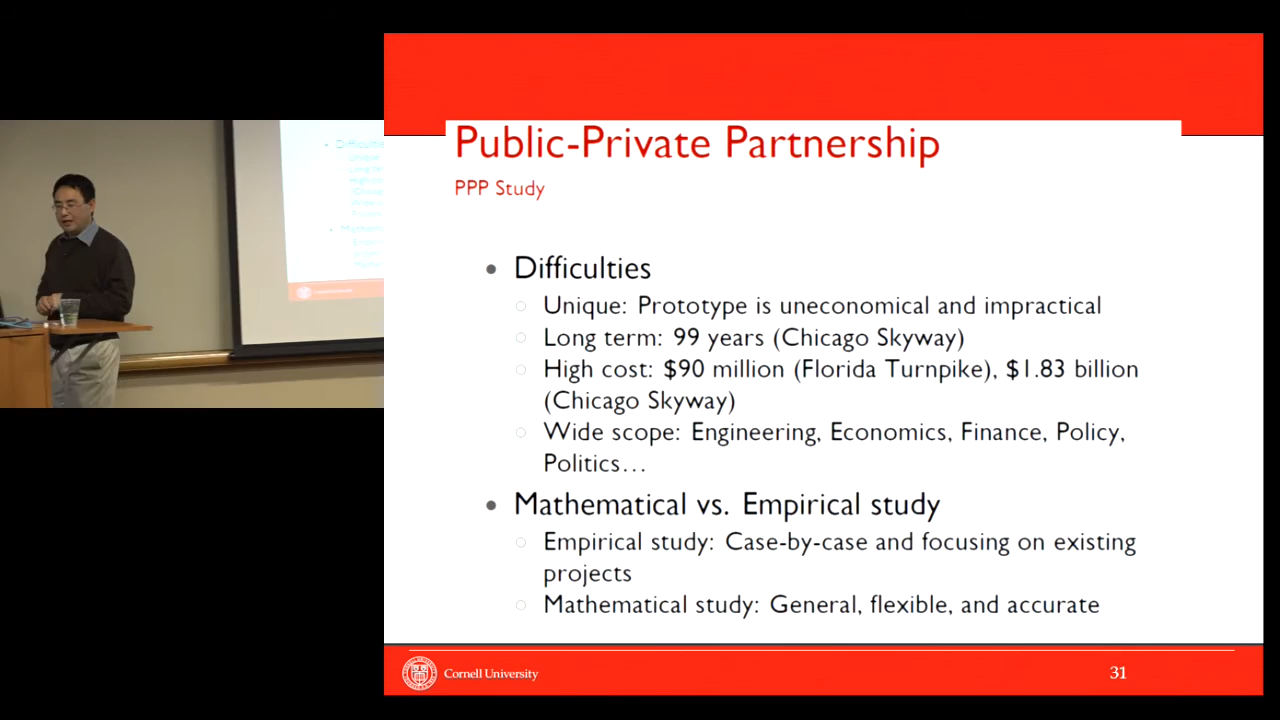 Public-Private Partnership
PPP Study
Difficulties
Unique: Prototype is uneconomical and impractical
Long term: 99 years (Chicago Skyway)
High cost: $90 million (Florida Turnpike), $1.83 billion
(Chicago Skyway)
Wide scope: Engineering, Economics, Finance, Policy,
Politics…
Mathematical vs. Empirical study
Empirical study: Case-by-case and focusing on existing
projects
Mathematical study: General, flexible, and accurate
Cornell University
31